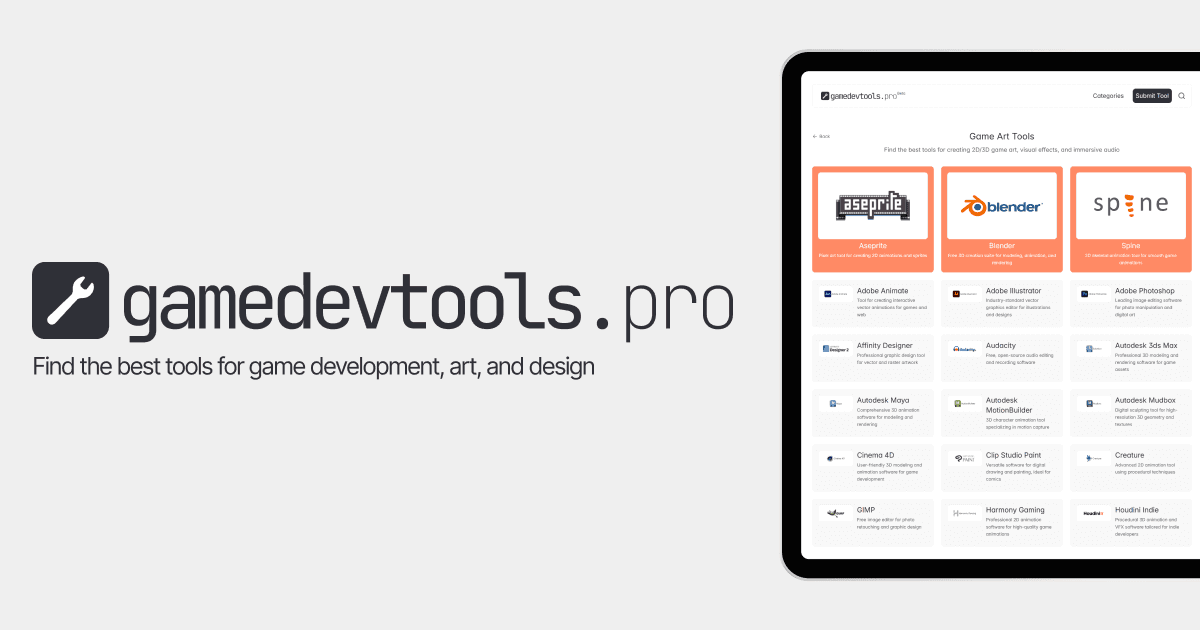 gamedevtools.pro
Find the best tools for game development, art, and design
gamedevtools.pro beta
Categories
Submit Tool
← Back
Game Art Tools
Find the best tools for creating 2D/3D game art, visual effects, and immersive audio
aseprite
Aseprite
Free art tool for creating 2D animations and sprites
blender
Blender
Free 3D creation suite for modeling, animation, and
rendering
spine
Spine
2D skeletal animation tool for smooth game
animations
Adobe Animate
Tool for creating interactive
vector animations for games and
web
Adobe Illustrator
Industry-standard vector
graphics editor for illustrations
and designs
Adobe Photoshop
Leading image editing software
for photo manipulation and
digital art
Affinity Designer
Professional graphic design tool
for vector and raster artwork
Audacity
Free, open-source audio editing
and recording software
Autodesk 3ds Max
Professional 3D modeling and
rendering software for game
assets
Autodesk Maya
Comprehensive 3D animation
software for modeling and
rendering
Autodesk
MotionBuilder
3D character animation tool
specializing in motion capture
Autodesk Mudbox
Digital sculpting tool for high-
resolution 3D geometry and
textures
Cinema 4D
User-friendly 3D modeling and
animation software for game
development
Clip Studio Paint
Versatile software for digital
drawing and painting, ideal for
comics
Creature
Advanced 2D animation tool
using procedural techniques
GIMP
Free image editor for photo
retouching and graphic design
Harmony Gaming
Professional 2D animation
software for high-quality game
animations
Houdini
Houdini Indie
Procedural 3D animation and
VFX software tailored for indie
developers